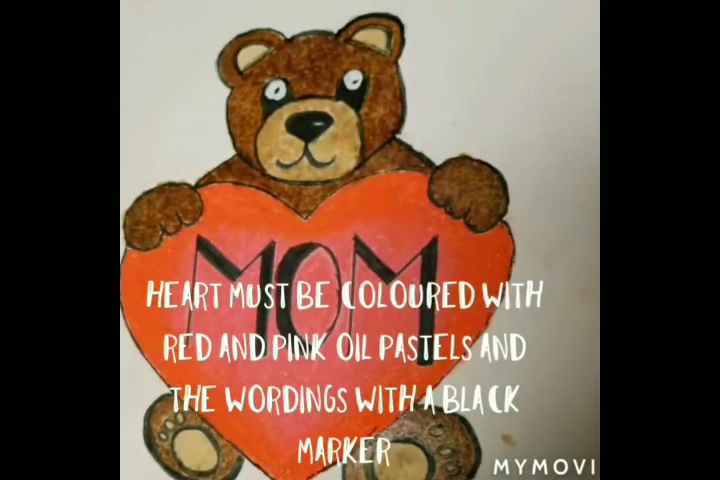 MOM
HEART MUST BE COLOURED WITH
RED AND PINK OIL PASTELS AND
THE WORDINGS WITH A BLACK
MARKER
MYMOVI